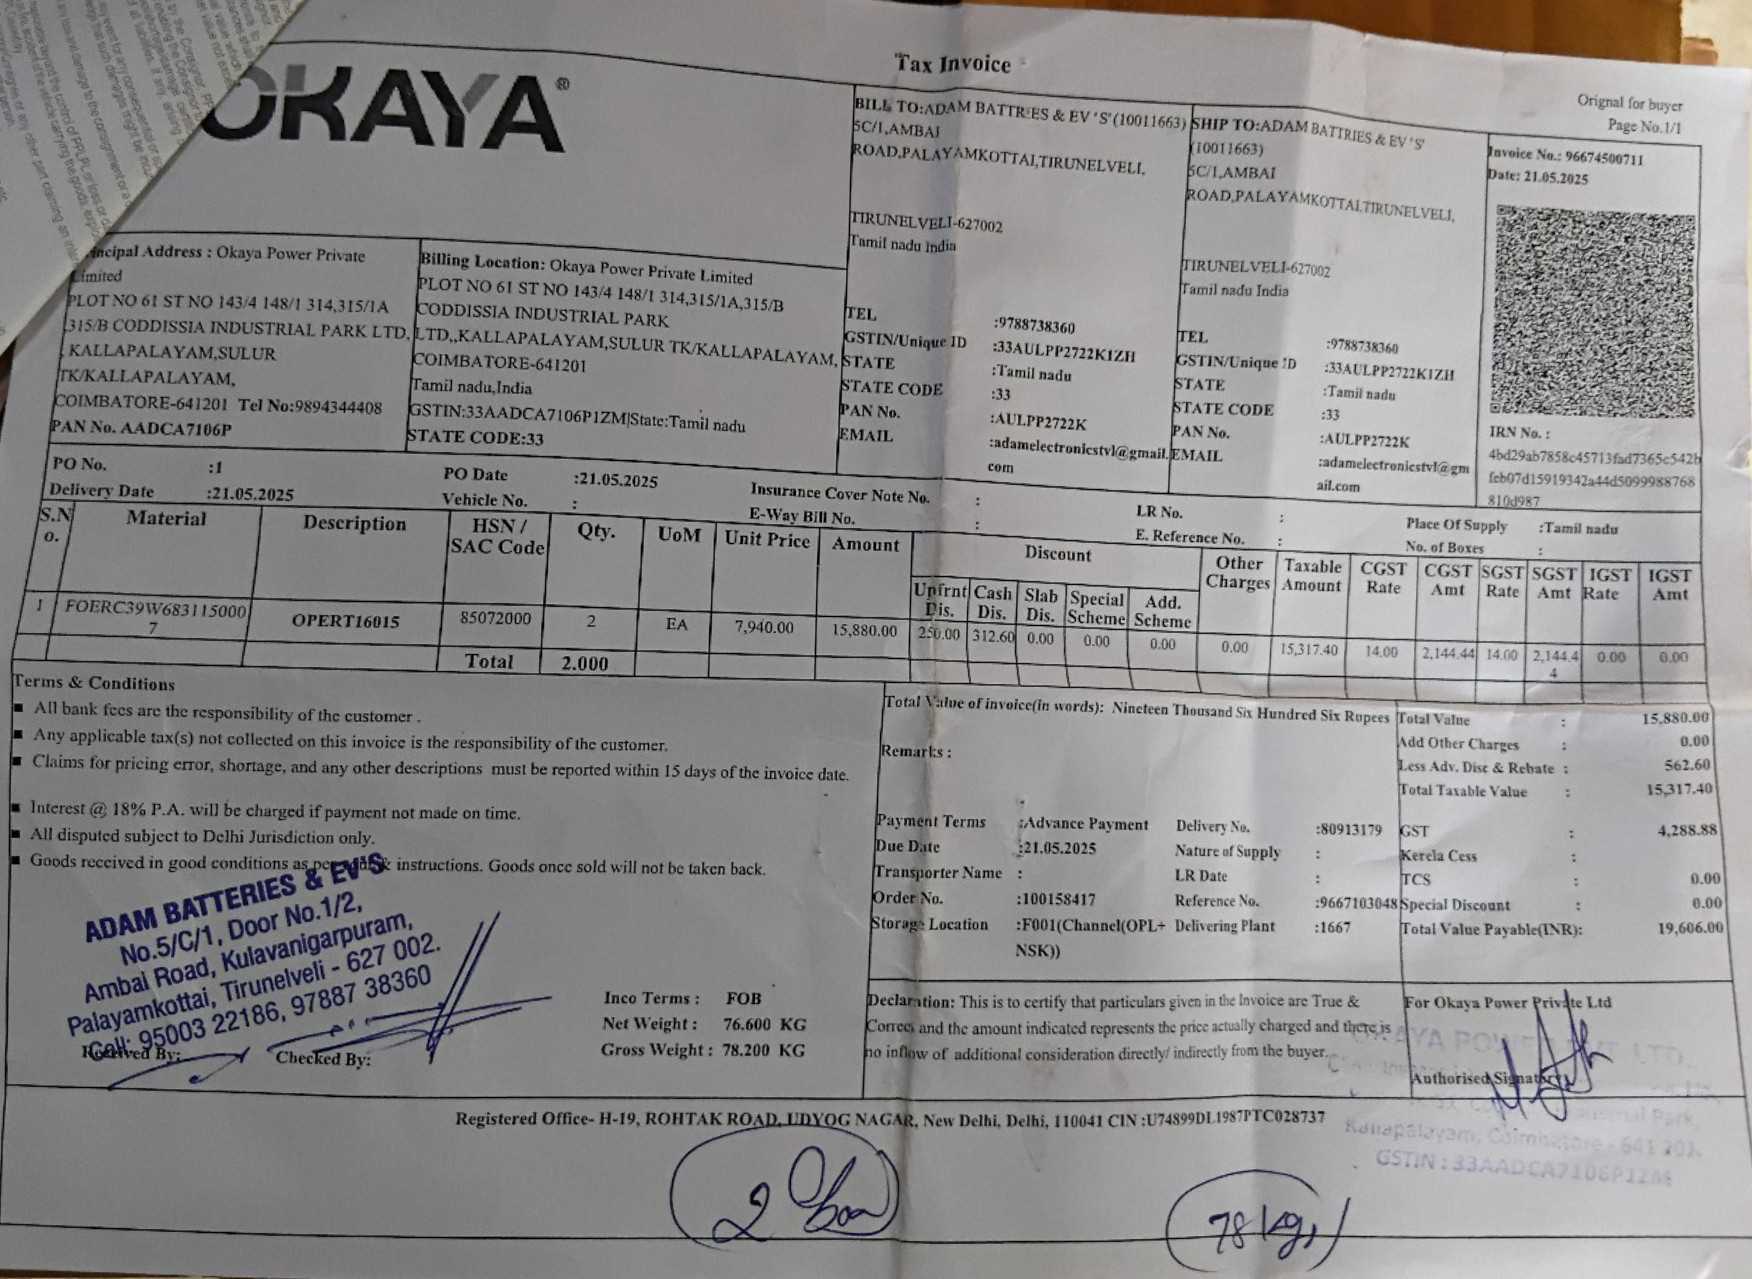 OKAYA®
Tax Invoice
Orignal for buyer
Page No.1/1
BILL TO:ADAM BATTRIES & EV 'S'(10011663)
5C/1,AMBAI
ROAD,PALAYAMKOTTAI,TIRUNELVELI,
TIRUNELVELI-627002
Tamil nadu India
TEL :9788738360
GSTIN/Unique ID :33AULPP2722K1ZH
STATE :Tamil nadu
STATE CODE :33
PAN No. :AULPP2722K
EMAIL :adamelectronicstvl@gmail.
com
SHIP TO:ADAM BATTRIES & EV 'S'
(10011663)
5C/1,AMBAI
ROAD,PALAYAMKOTTAI,TIRUNELVELI,
TIRUNELVELI-627002
Tamil nadu India
TEL :9788738360
GSTIN/Unique ID :33AULPP2722K1ZH
STATE :Tamil nadu
STATE CODE :33
PAN No. :AULPP2722K
EMAIL :adamelectronicstvl@gm
ail.com
Invoice No.: 96674500711
Date: 21.05.2025
IRN No. :
4bd29ab7858c45713fad7365c542b
feb07d15919342a44d5099988768
810d987
Address : Okaya Power Private
Limited
PLOT NO 61 ST NO 143/4 148/1 314,315/1A
,315/B CODDISSIA INDUSTRIAL PARK LTD,
, KALLAPALAYAM,SULUR
TK/KALLAPALAYAM,
COIMBATORE-641201 Tel No:9894344408
PAN No. AADCA7106P
Billing Location: Okaya Power Private Limited
PLOT NO 61 ST NO 143/4 148/1 314,315/1A,315/B
CODDISSIA INDUSTRIAL PARK
LTD,,KALLAPALAYAM,SULUR TK/KALLAPALAYAM,
COIMBATORE-641201
Tamil nadu,India
GSTIN:33AADCA7106P1ZM|State:Tamil nadu
STATE CODE:33
PO No. :1 PO Date :21.05.2025 Insurance Cover Note No. : LR No. : Place Of Supply :Tamil nadu
Delivery Date :21.05.2025 Vehicle No. : E-Way Bill No. : E. Reference No. : No. of Boxes :
S.N
o. Material Description HSN /
SAC Code Qty. UoM Unit Price Amount Discount Other
Charges Taxable
Amount CGST
Rate CGST
Amt SGST
Rate SGST
Amt IGST
Rate IGST
Amt
Upfrnt
Dis. Cash
Dis. Slab
Dis. Special
Scheme Add.
Scheme
1 FOERC39W683115000
7 OPERT16015 85072000 2 EA 7,940.00 15,880.00 250.00 312.60 0.00 0.00 0.00 0.00 15,317.40 14.00 2,144.44 14.00 2,144.4
4 0.00 0.00
Total 2.000
Terms & Conditions
All bank fees are the responsibility of the customer .
Any applicable tax(s) not collected on this invoice is the responsibility of the customer.
Claims for pricing error, shortage, and any other descriptions must be reported within 15 days of the invoice date.
Interest @ 18% P.A. will be charged if payment not made on time.
All disputed subject to Delhi Jurisdiction only.
Goods received in good conditions as per instructions. Goods once sold will not be taken back.
ADAM BATTERIES & EV'S
No.5/C/1, Door No.1/2,
Ambai Road, Kulavanigarpuram,
Palayamkottai, Tirunelveli - 627 002.
Cell: 95003 22186, 97887 38360
Received By:
Checked By:
Inco Terms : FOB
Net Weight : 76.600 KG
Gross Weight : 78.200 KG
Total Value of invoice(in words): Nineteen Thousand Six Hundred Six Rupees
Remarks :
Payment Terms :Advance Payment Delivery No. :80913179
Due Date :21.05.2025 Nature of Supply :
Transporter Name : LR Date :
Order No. :100158417 Reference No. :9667103048
Storage Location :F001(Channel(OPL+ Delivering Plant :1667
NSK))
Total Value : 15,880.00
Add Other Charges : 0.00
Less Adv. Disc & Rebate : 562.60
Total Taxable Value : 15,317.40
GST : 4,288.88
Kerela Cess :
TCS : 0.00
Special Discount : 0.00
Total Value Payable(INR): 19,606.00
Declaration: This is to certify that particulars given in the Invoice are True &
Correct and the amount indicated represents the price actually charged and there is
no inflow of additional consideration directly/ indirectly from the buyer.
For Okaya Power Private Ltd
Authorised Signatory
OKAYA POWER PVT. LTD.,
Kallapalayam, Coimbatore - 641 201.
GSTIN : 33AADCA7106P1ZM
Registered Office- H-19, ROHTAK ROAD, UDYOG NAGAR, New Delhi, Delhi, 110041 CIN :U74899DL1987PTC028737
2 Box
78 kgs